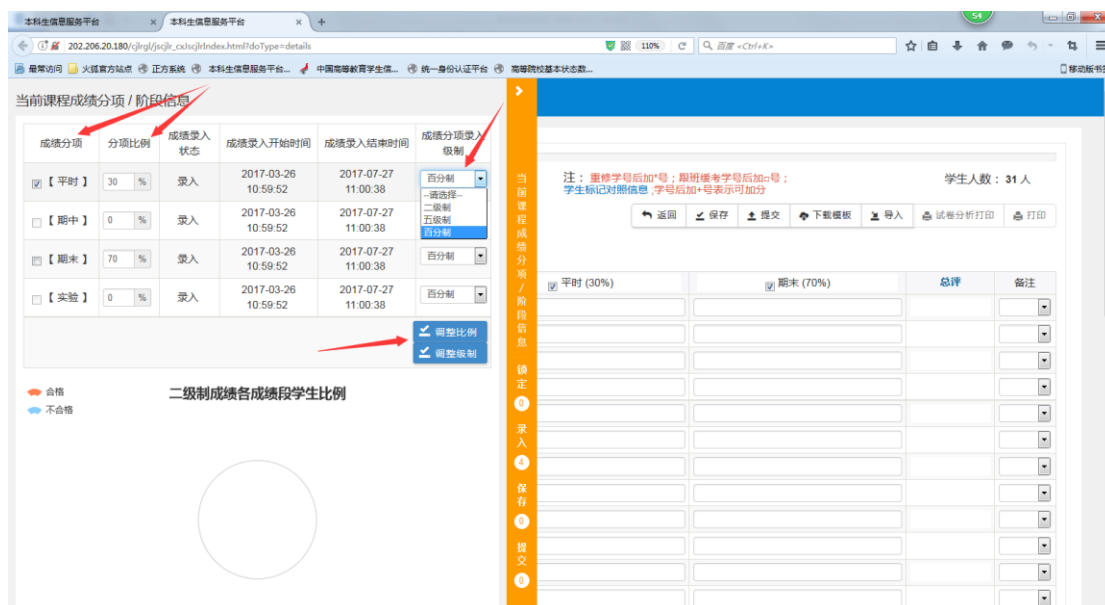 本科生信息服务平台 × 本科生信息服务平台 × +
54
202.206.20.180/cjlrgl/jscjlr_cxJscjlrIndex.html?doType=details 110% 百度 <Ctrl+K>
最常访问 火狐官方站点 正方系统 本科生信息服务平台... 中国高等教育学生信... 统一身份认证平台 高等院校基本状态数... 移动版书签
当前课程成绩分项 / 阶段信息
成绩分项 分项比例 成绩录入状态 成绩录入开始时间 成绩录入结束时间 成绩分项录入级制
【 平时 】 30 % 录入 2017-03-26 10:59:52 2017-07-27 11:00:38 百分制
--请选择--
二级制
五级制
百分制
【 期中 】 0 % 录入 2017-03-26 10:59:52 2017-07-27 11:00:38
【 期末 】 70 % 录入 2017-03-26 10:59:52 2017-07-27 11:00:38 百分制
【 实验 】 0 % 录入 2017-03-26 10:59:52 2017-07-27 11:00:38 百分制
调整比例
调整级制
合格
不合格
二级制成绩各成绩段学生比例
当前课程成绩分项/阶段信息 锁定 0 录入 4 保存 0 提交 0
注： 重修学号后加*号；跟班缓考学号后加□号；
学生标记对照信息 ;学号后加+号表示可加分
学生人数：31 人
返回 保存 提交 下载模板 导入 试卷分析打印 打印
平时 (30%) 期末 (70%) 总评 备注